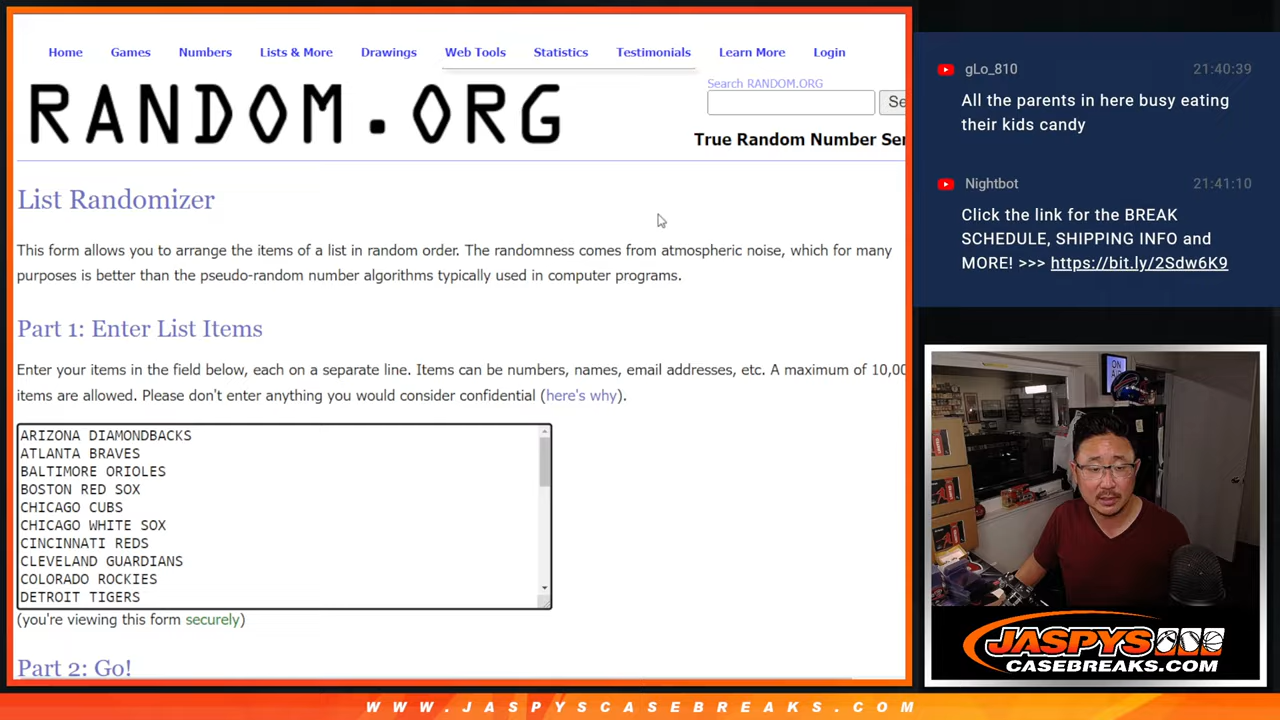 Home Games Numbers Lists & More Drawings Web Tools Statistics Testimonials Learn More Login
RANDOM.ORG
Search RANDOM.ORG
Se
True Random Number Ser
List Randomizer
This form allows you to arrange the items of a list in random order. The randomness comes from atmospheric noise, which for many
purposes is better than the pseudo-random number algorithms typically used in computer programs.
Part 1: Enter List Items
Enter your items in the field below, each on a separate line. Items can be numbers, names, email addresses, etc. A maximum of 10,00
items are allowed. Please don't enter anything you would consider confidential (here's why).
ARIZONA DIAMONDBACKS
ATLANTA BRAVES
BALTIMORE ORIOLES
BOSTON RED SOX
CHICAGO CUBS
CHICAGO WHITE SOX
CINCINNATI REDS
CLEVELAND GUARDIANS
COLORADO ROCKIES
DETROIT TIGERS
(you're viewing this form securely)
Part 2: Go!
gLo_810 21:40:39
All the parents in here busy eating
their kids candy
Nightbot 21:41:10
Click the link for the BREAK
SCHEDULE, SHIPPING INFO and
MORE! >>> https://bit.ly/2Sdw6K9
ON
AIR
JASPYS
CASEBREAKS.COM
WWW.JASPYSCASEBREAKS.COM